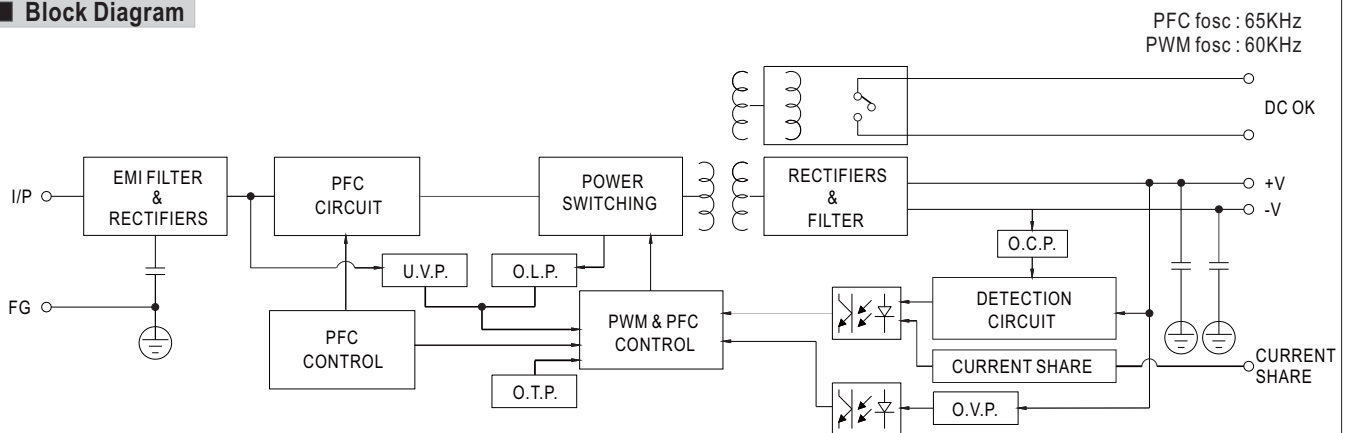 Block Diagram
PFC fosc : 65KHz
PWM fosc : 60KHz
DC OK
I/P
EMI FILTER
&
RECTIFIERS
PFC
CIRCUIT
POWER
SWITCHING
RECTIFIERS
&
FILTER
+V
-V
O.C.P.
U.V.P.
O.L.P.
FG
PFC
CONTROL
PWM & PFC
CONTROL
DETECTION
CIRCUIT
O.T.P.
CURRENT SHARE
CURRENT
SHARE
O.V.P.